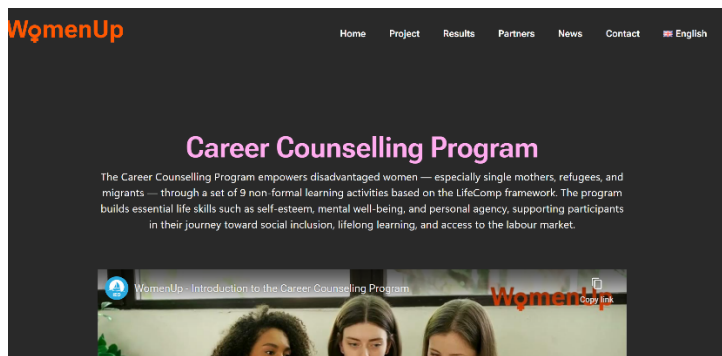 WomenUp
Home Project Results Partners News Contact English
Career Counselling Program
The Career Counselling Program empowers disadvantaged women — especially single mothers, refugees, and
migrants — through a set of 9 non-formal learning activities based on the LifeComp framework. The program
builds essential life skills such as self-esteem, mental well-being, and personal agency, supporting participants
in their journey toward social inclusion, lifelong learning, and access to the labour market.
WomenUp - Introduction to the Career Counseling Program
WomenUp
Copy link